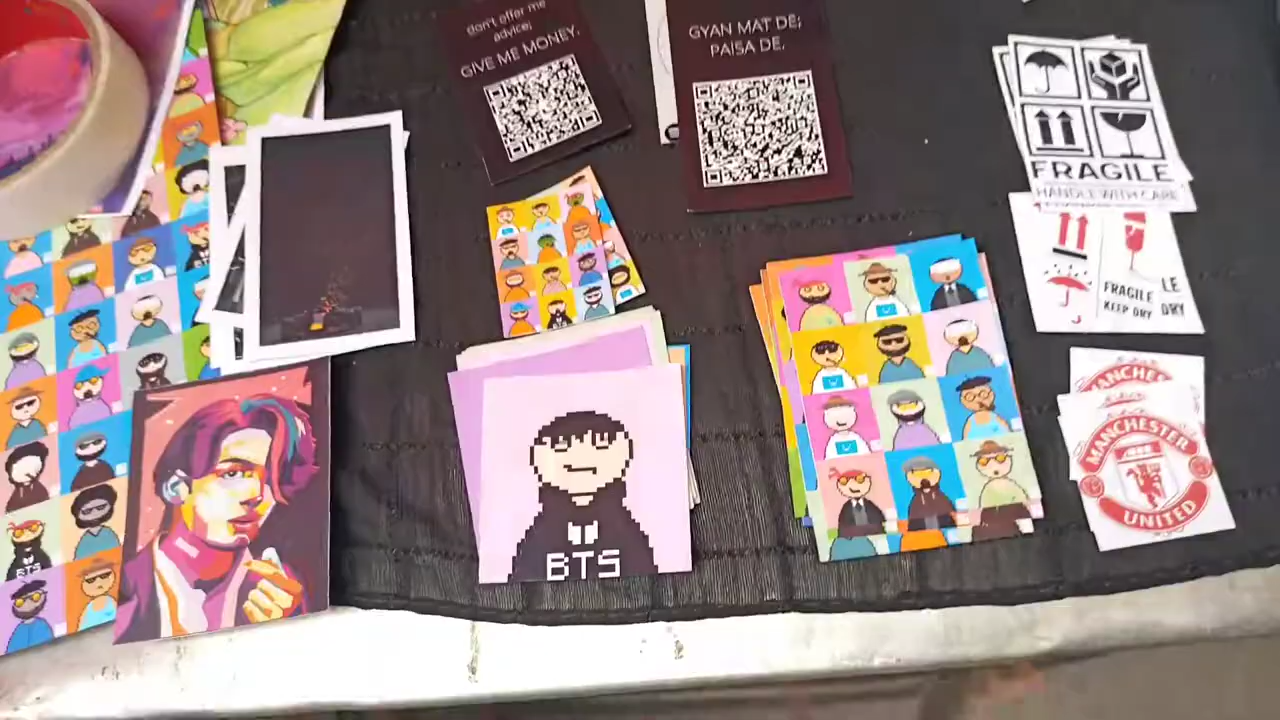 don't offer me
advice;
GIVE ME MONEY.
GYAN MAT DE;
PAISA DE.
FRAGILE
HANDLE WITH CARE
FRAGILE
KEEP DRY
LE
DRY
MANCHES
MANCHESTER
UNITED
BTS
BTS